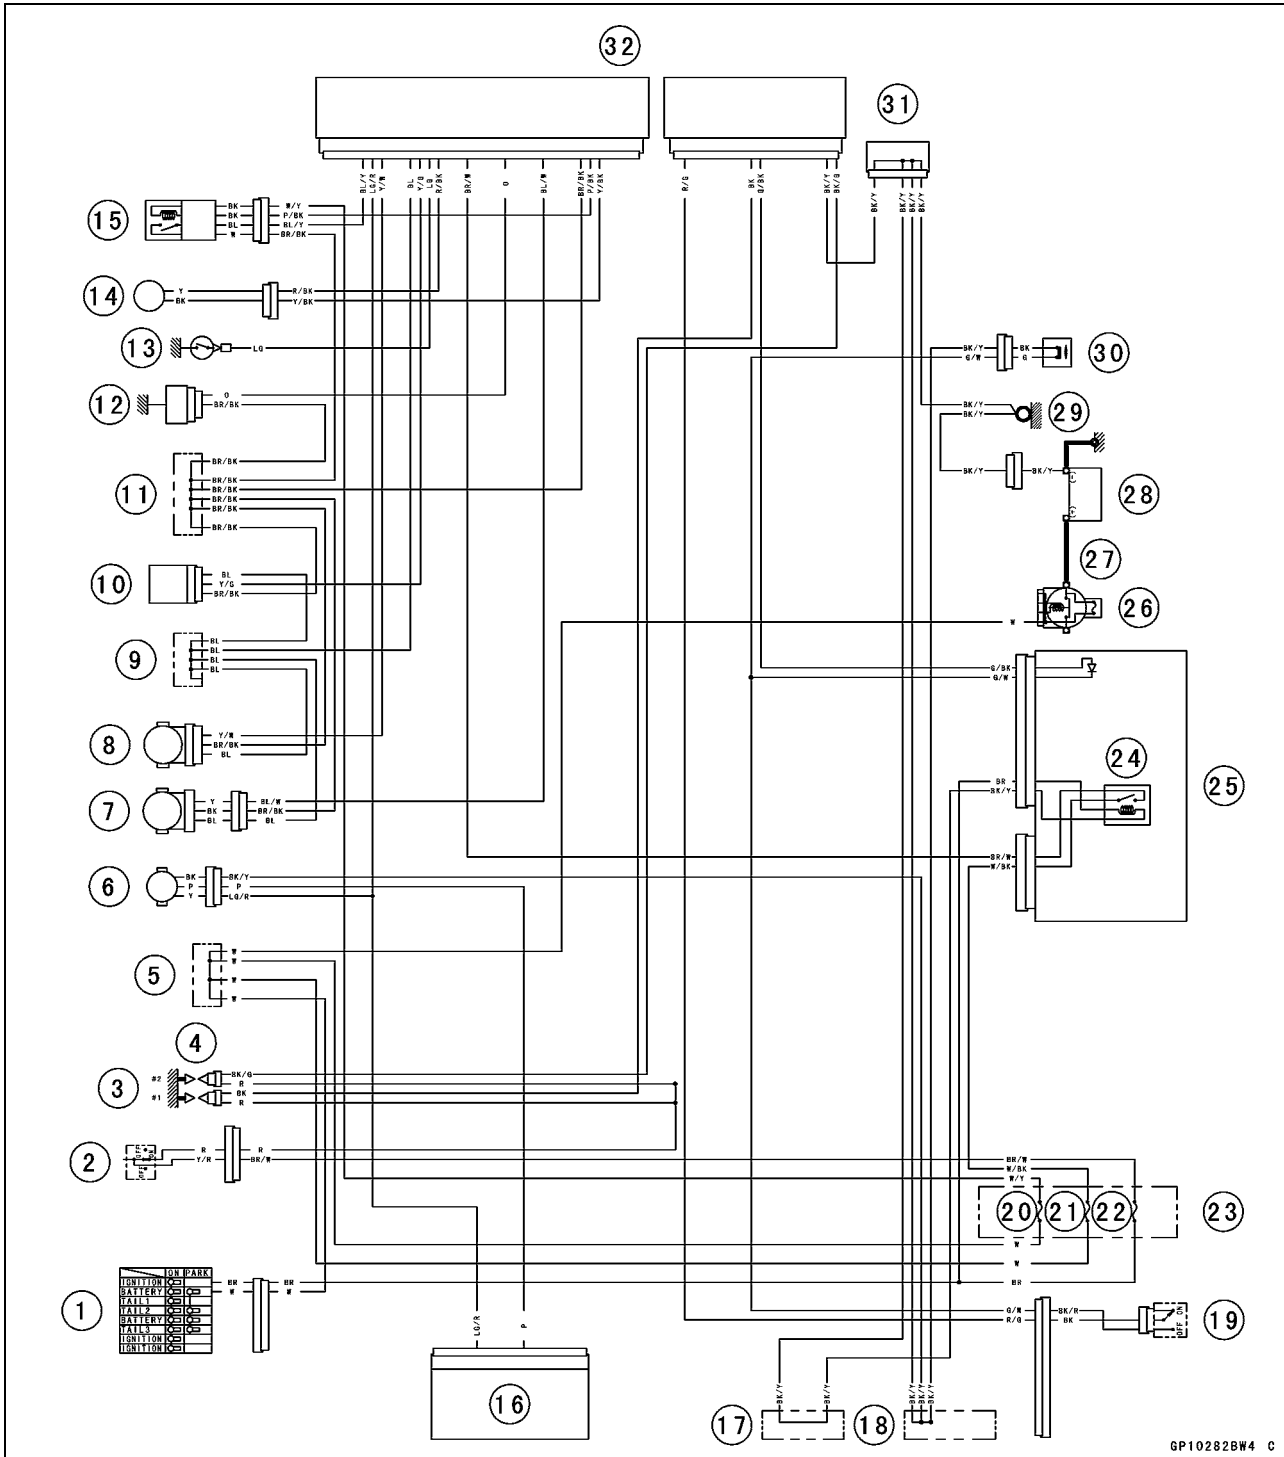 32
31
BL/Y
LG/R
Y/W
BL
Y/G
LG
R/BK
BR/W
O
BL/W
BR/BK
P/BK
Y/BK
R/G
BK
G/BK
BK/Y
BK/G
BK/Y
BK/Y
BK/Y
BK/Y
15
BK W/Y
BK P/BK
BL BL/Y
W BR/BK
14
Y R/BK
BK Y/BK
13
LG
30
BK/Y BK
G/W G
12
O
BR/BK
29
BK/Y
BK/Y
11
BR/BK
BR/BK
BR/BK
BR/BK
BR/BK
BR/BK
BK/Y BK/Y
(-)
(+)
28
27
10
BL
Y/G
BR/BK
26
W
9
BL
BL
BL
BL
G/BK
G/W
8
Y/W
BR/BK
BL
24
25
BR
BK/Y
7
Y BL/W
BK BR/BK
BL BL
BR/W
W/BK
6
BK BK/Y
P P
Y LG/R
5
W
W
W
W
4
3
#2
#1
BK/G
R
BK
R
2
OFF
ON
OFF
R R
Y/R BR/W
BR/W
W/BK
W/Y
20 21 22
23
W
W
BR
1
ON PARK
IGNITION
BATTERY
TAIL1
TAIL2
BATTERY
TAIL3
IGNITION
IGNITION
BR BR
W W
LG/R
P
16
G/W BK/R
R/G BK
ON
OFF
19
BK/Y
BK/Y
17
18
BK/Y
BK/Y
BK/Y
GP10282BW4 C